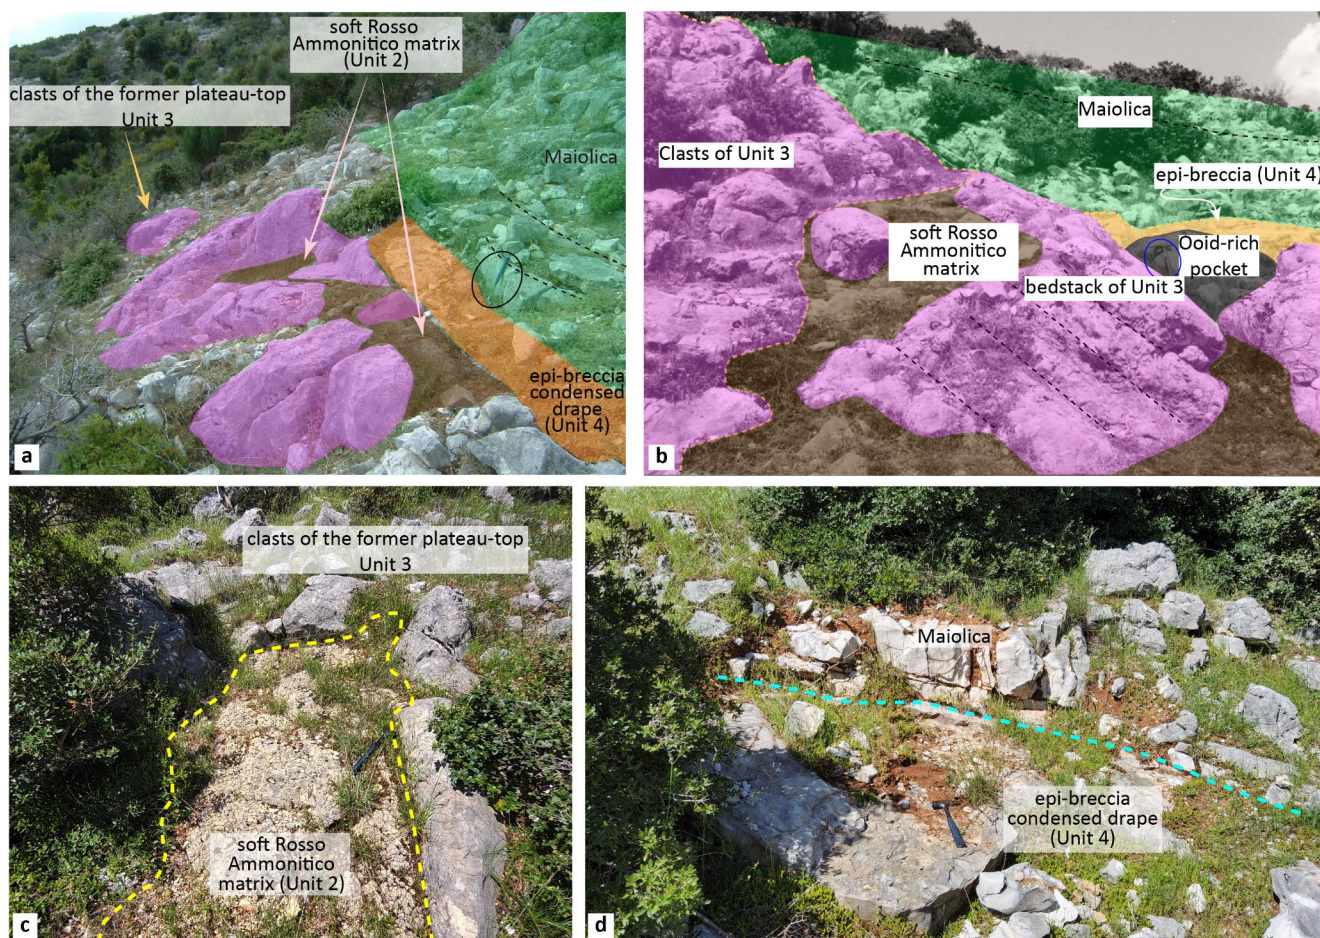 soft Rosso
Ammonitico matrix
(Unit 2)
clasts of the former plateau-top
Unit 3
Maiolica
epi-breccia
condensed
drape
(Unit 4)
a
Maiolica
Clasts of Unit 3
epi-breccia (Unit 4)
soft Rosso
Ammonitico
matrix
Ooid-rich
pocket
bedstack of Unit 3
b
clasts of the former plateau-top
Unit 3
soft Rosso
Ammonitico
matrix (Unit 2)
c
Maiolica
epi-breccia
condensed drape
(Unit 4)
d